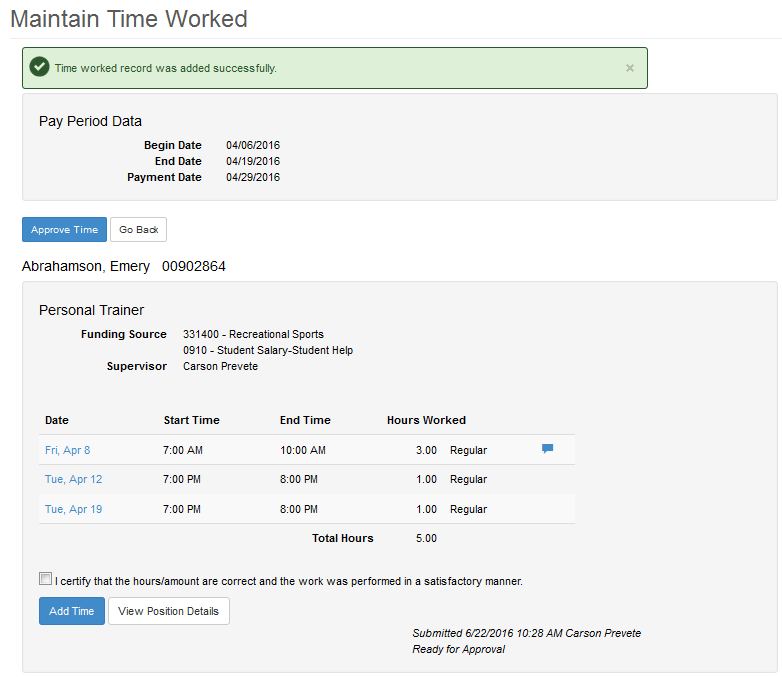 Maintain Time Worked
Time worked record was added successfully. ×
Pay Period Data
Begin Date 04/06/2016
End Date 04/19/2016
Payment Date 04/29/2016
Approve Time Go Back
Abrahamson, Emery 00902864
Personal Trainer
Funding Source 331400 - Recreational Sports
0910 - Student Salary-Student Help
Supervisor Carson Prevete
Date Start Time End Time Hours Worked
Fri, Apr 8 7:00 AM 10:00 AM 3.00 Regular
Tue, Apr 12 7:00 PM 8:00 PM 1.00 Regular
Tue, Apr 19 7:00 PM 8:00 PM 1.00 Regular
Total Hours 5.00
I certify that the hours/amount are correct and the work was performed in a satisfactory manner.
Add Time View Position Details
Submitted 6/22/2016 10:28 AM Carson Prevete
Ready for Approval